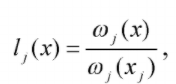 l_j(x) = ω_j(x) / ω_j(x_j),